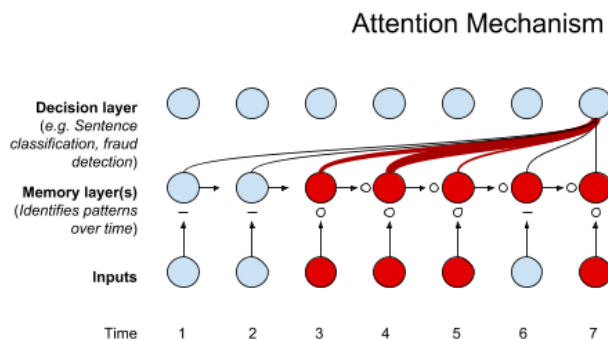 Attention Mechanism
Decision layer
(e.g. Sentence
classification, fraud
detection)
Memory layer(s)
(Identifies patterns
over time)
Inputs
Time 1 2 3 4 5 6 7